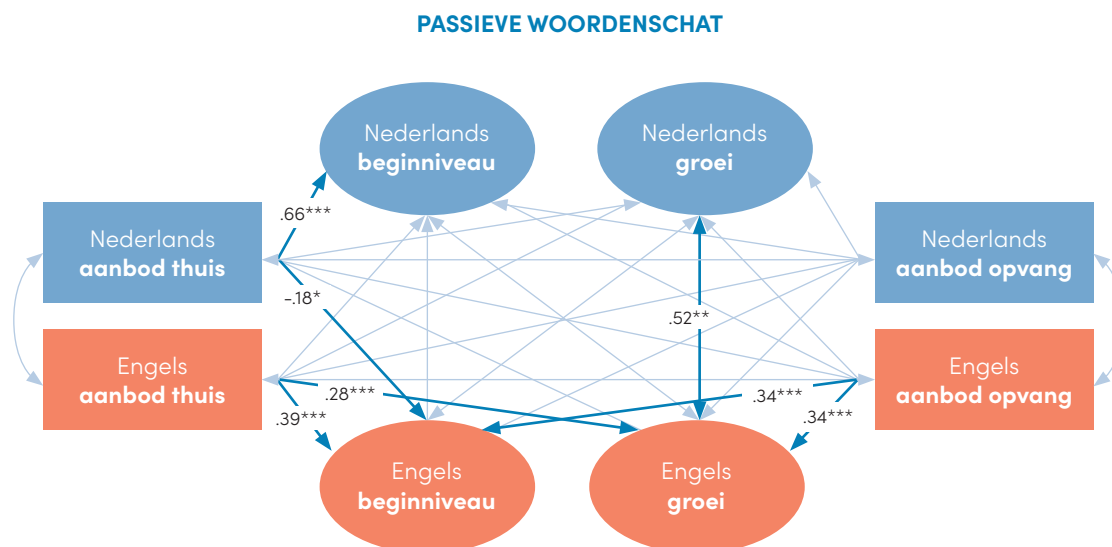 PASSIEVE WOORDENSCHAT
Nederlands
beginniveau
Nederlands
groei
.66***
Nederlands
aanbod thuis
Nederlands
aanbod opvang
-.18*
.52**
Engels
aanbod thuis
Engels
aanbod opvang
.28***
.34***
.39***
.34***
Engels
beginniveau
Engels
groei